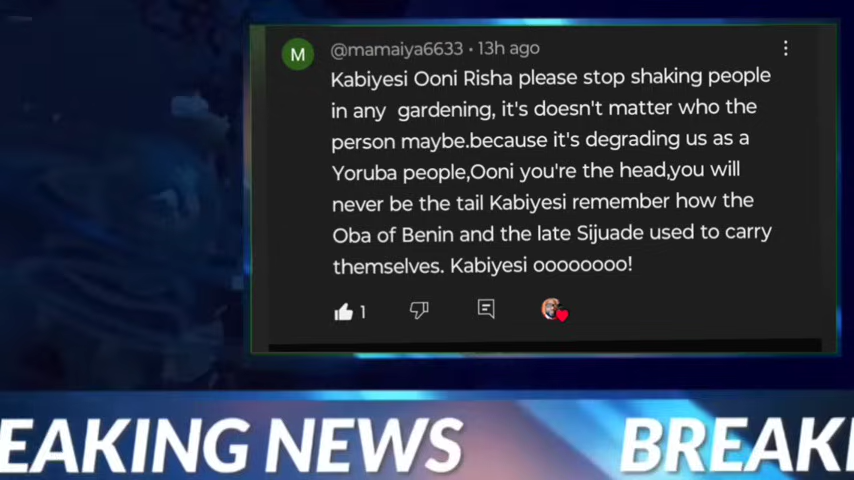 M
@mamaiya6633 • 13h ago
Kabiyesi Ooni Risha please stop shaking people
in any gardening, it's doesn't matter who the
person maybe.because it's degrading us as a
Yoruba people,Ooni you're the head,you will
never be the tail Kabiyesi remember how the
Oba of Benin and the late Sijuade used to carry
themselves. Kabiyesi oooooooo!
1
EAKING NEWS BREAK